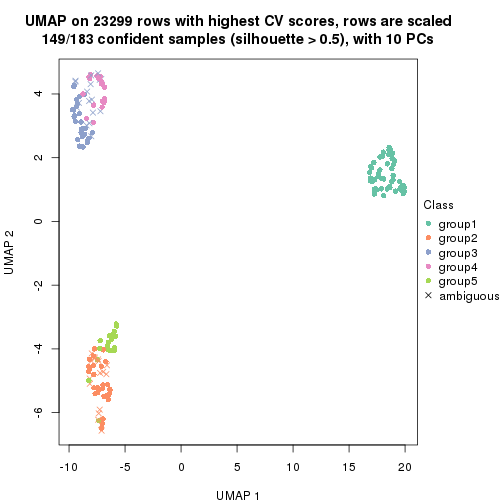 UMAP on 23299 rows with highest CV scores, rows are scaled
149/183 confident samples (silhouette > 0.5), with 10 PCs
4
2
0
-2
-4
-6
UMAP 2
-10
-5
0
5
10
15
20
UMAP 1
Class
group1
group2
group3
group4
group5
ambiguous